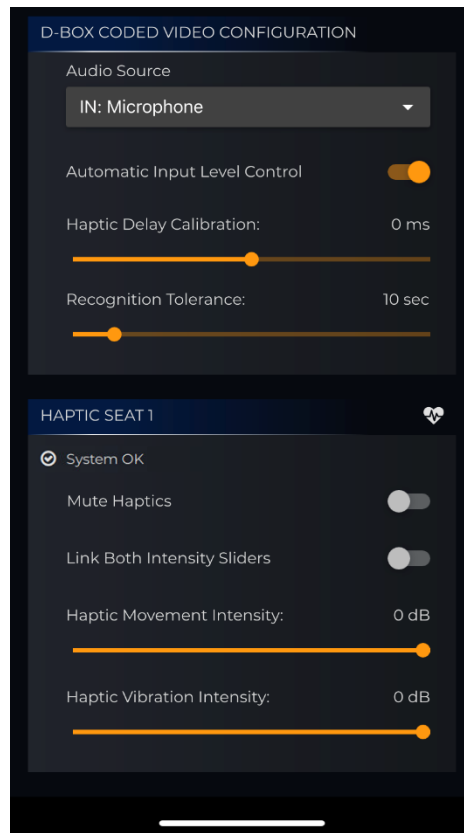 D-BOX CODED VIDEO CONFIGURATION
Audio Source
IN: Microphone
Automatic Input Level Control
Haptic Delay Calibration: 0 ms
Recognition Tolerance: 10 sec
HAPTIC SEAT 1
System OK
Mute Haptics
Link Both Intensity Sliders
Haptic Movement Intensity: 0 dB
Haptic Vibration Intensity: 0 dB